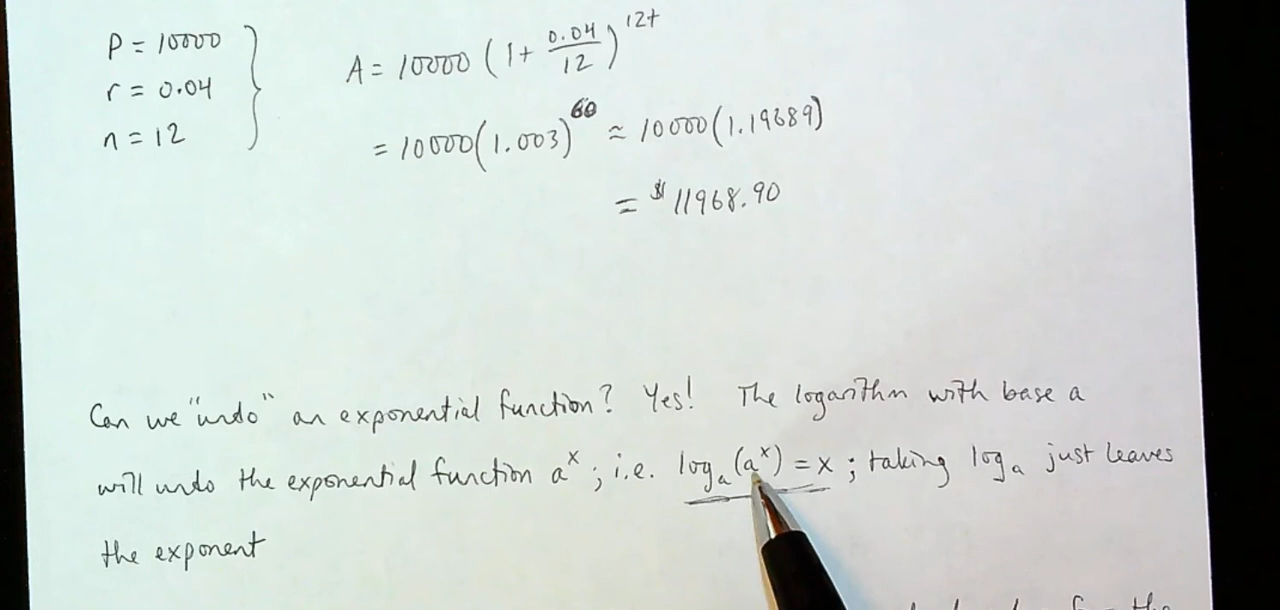 P = 10000
r = 0.04
n = 12
A = 10000 (1 + 0.04/12)^12t
= 10000(1.003)^60 ≈ 10000(1.19689)
= $11968.90
Can we "undo" an exponential function? Yes! The logarithm with base a
will undo the exponential function a^x ; i.e. log_a (a^x) = x ; taking log_a just leaves
the exponent